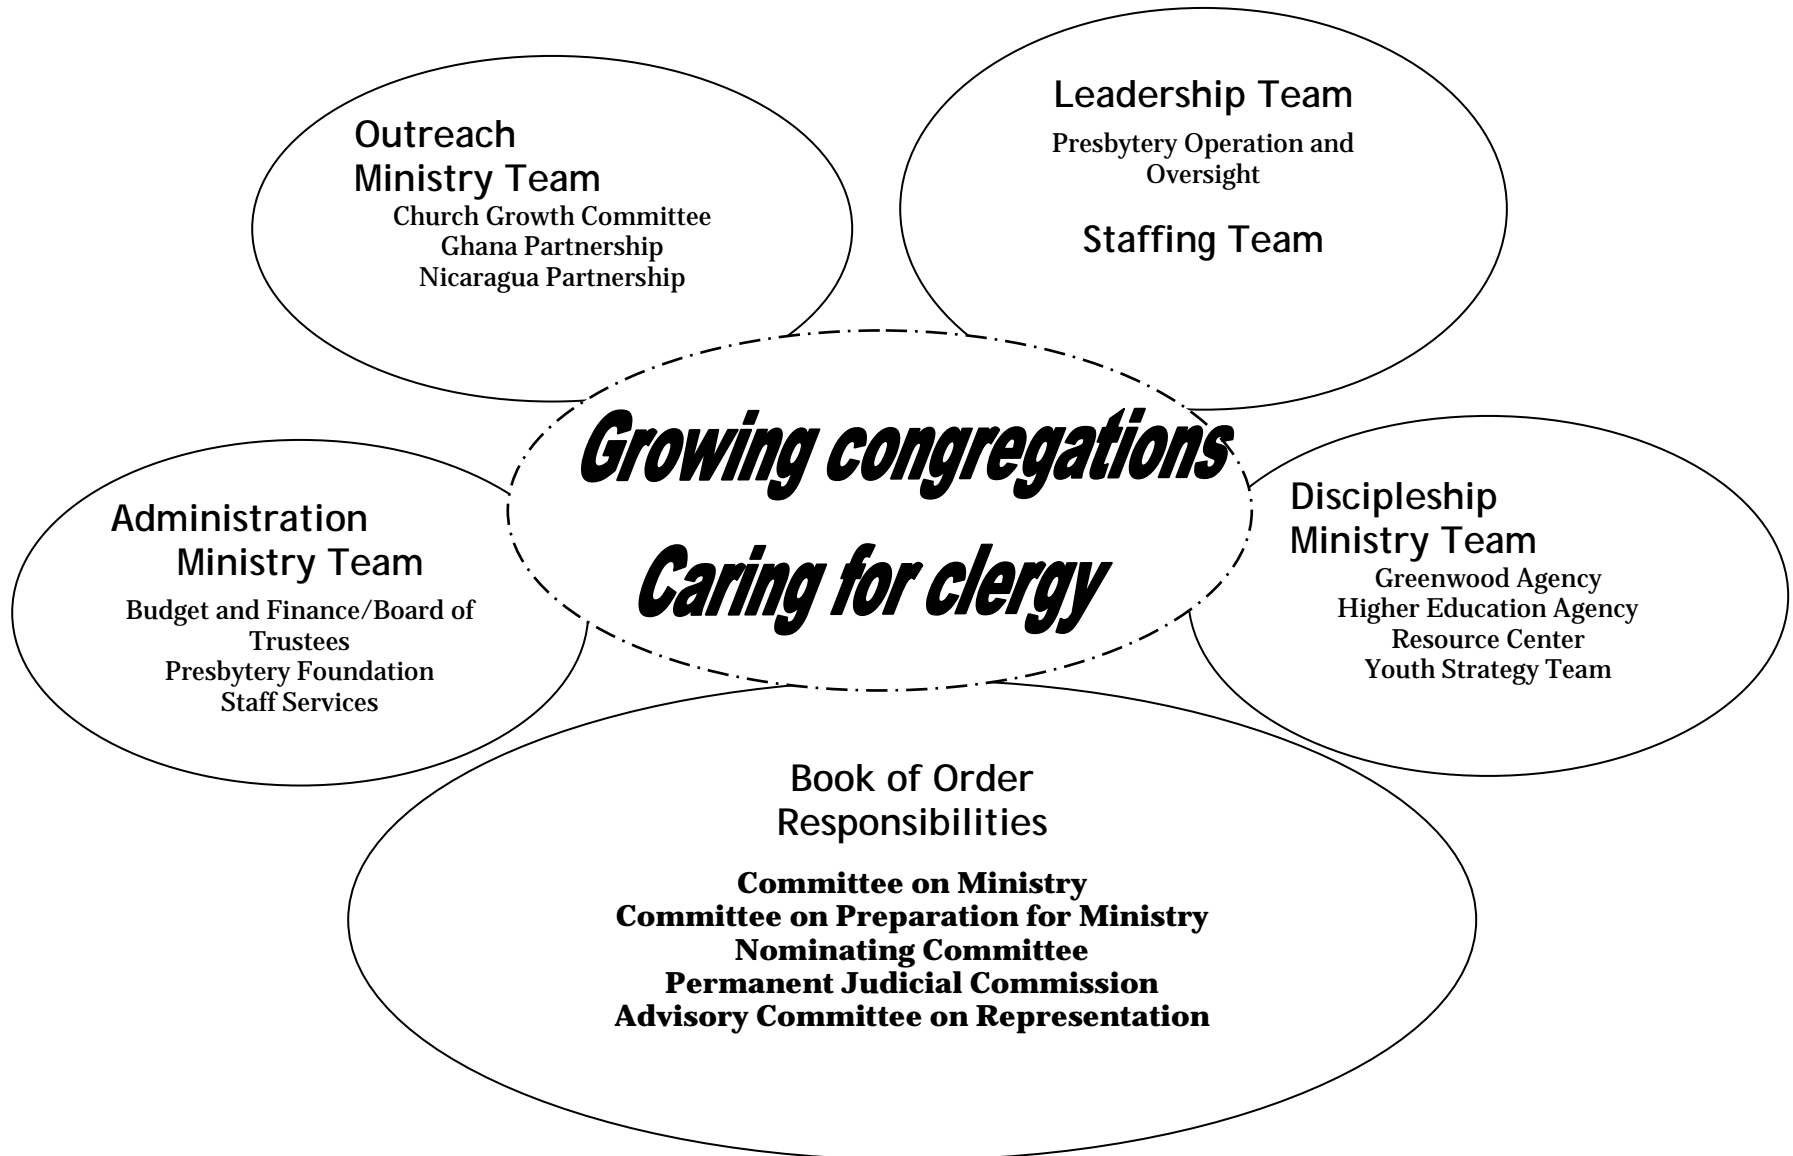 Outreach
Ministry Team
Church Growth Committee
Ghana Partnership
Nicaragua Partnership
Leadership Team
Presbytery Operation and
Oversight
Staffing Team
Growing congregations
Caring for clergy
Administration
Ministry Team
Budget and Finance/Board of
Trustees
Presbytery Foundation
Staff Services
Discipleship
Ministry Team
Greenwood Agency
Higher Education Agency
Resource Center
Youth Strategy Team
Book of Order
Responsibilities
Committee on Ministry
Committee on Preparation for Ministry
Nominating Committee
Permanent Judicial Commission
Advisory Committee on Representation